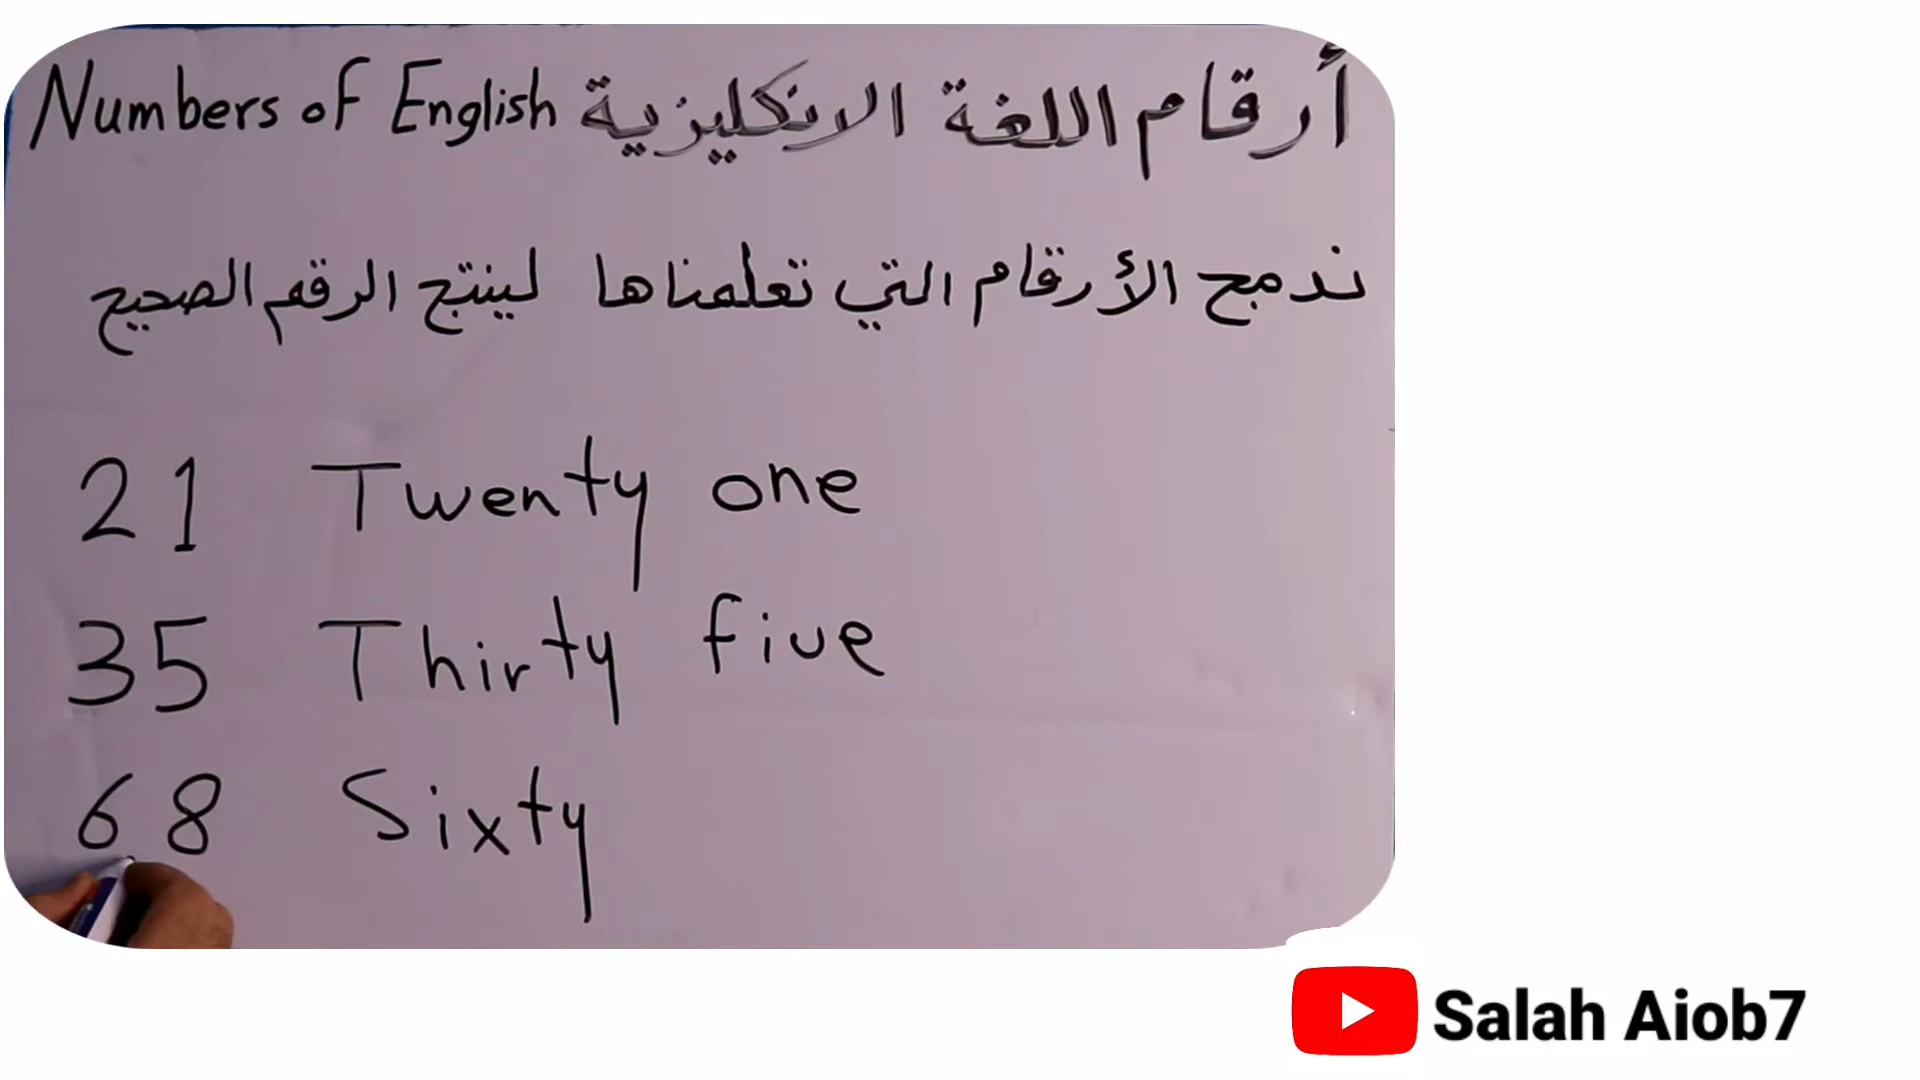 Numbers of English أرقام اللغة الانكليزية
ندمج الأرقام التي تعلمناها لينتج الرقم الصحيح
21 Twenty one
35 Thirty five
68 Sixty
Salah Aiob7